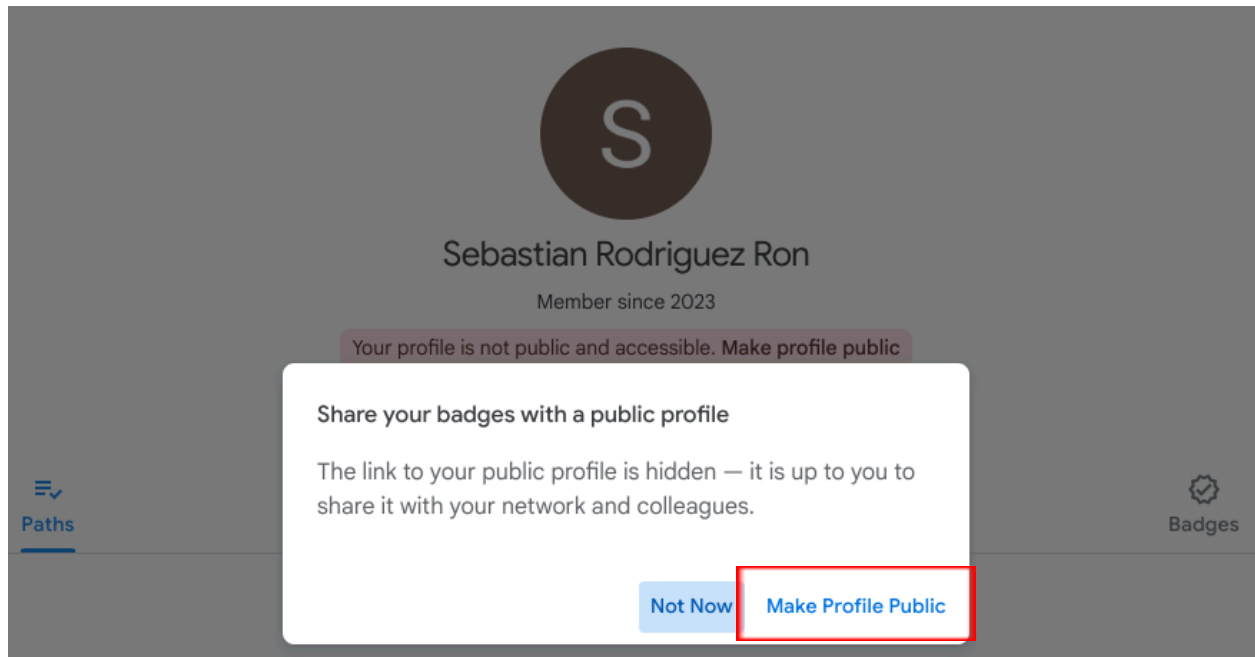 S
Sebastian Rodriguez Ron
Member since 2023
Your profile is not public and accessible. Make profile public
Share your badges with a public profile
The link to your public profile is hidden — it is up to you to
share it with your network and colleagues.
Paths
Badges
Not Now
Make Profile Public